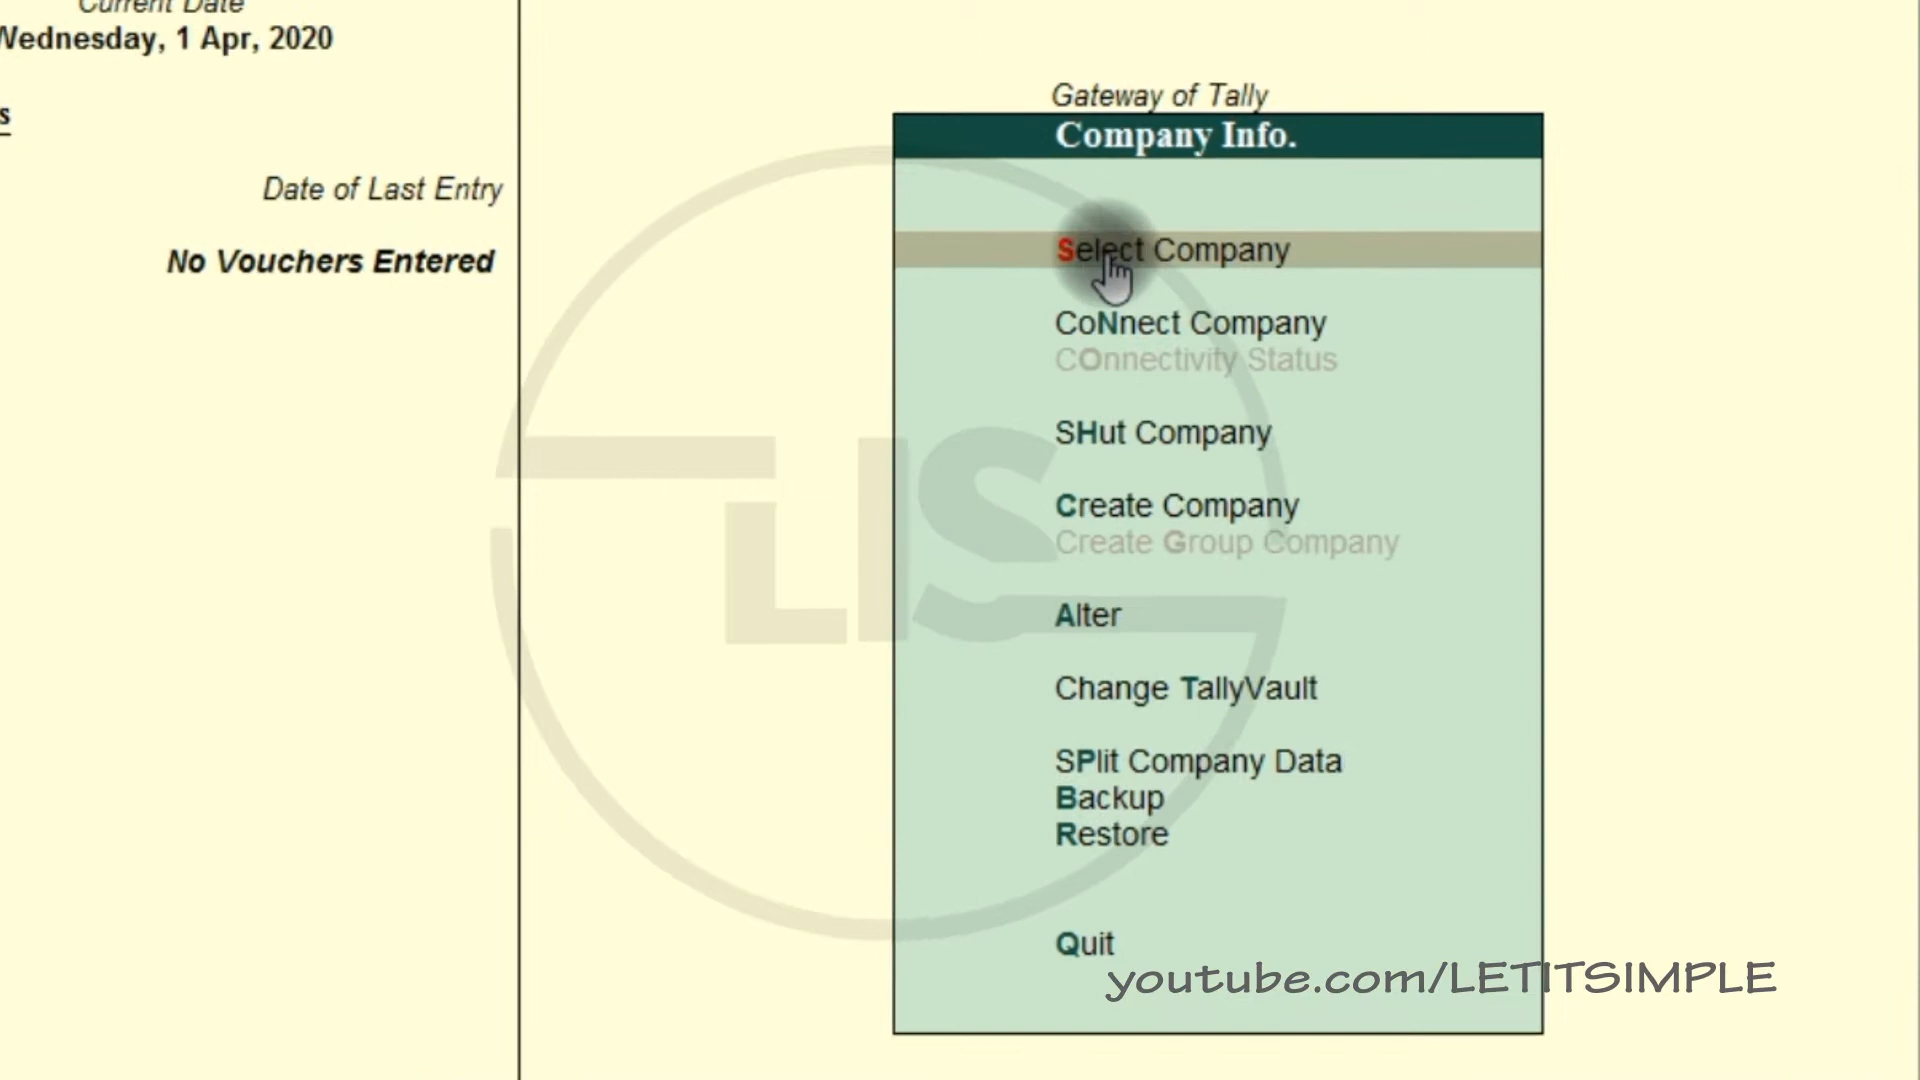 Current Date
Wednesday, 1 Apr, 2020
s
Date of Last Entry
No Vouchers Entered
Gateway of Tally
Company Info.
Select Company
CoNnect Company
COnnectivity Status
SHut Company
Create Company
Create Group Company
Alter
Change TallyVault
SPlit Company Data
Backup
Restore
Quit
LIS
youtube.com/LETITSIMPLE